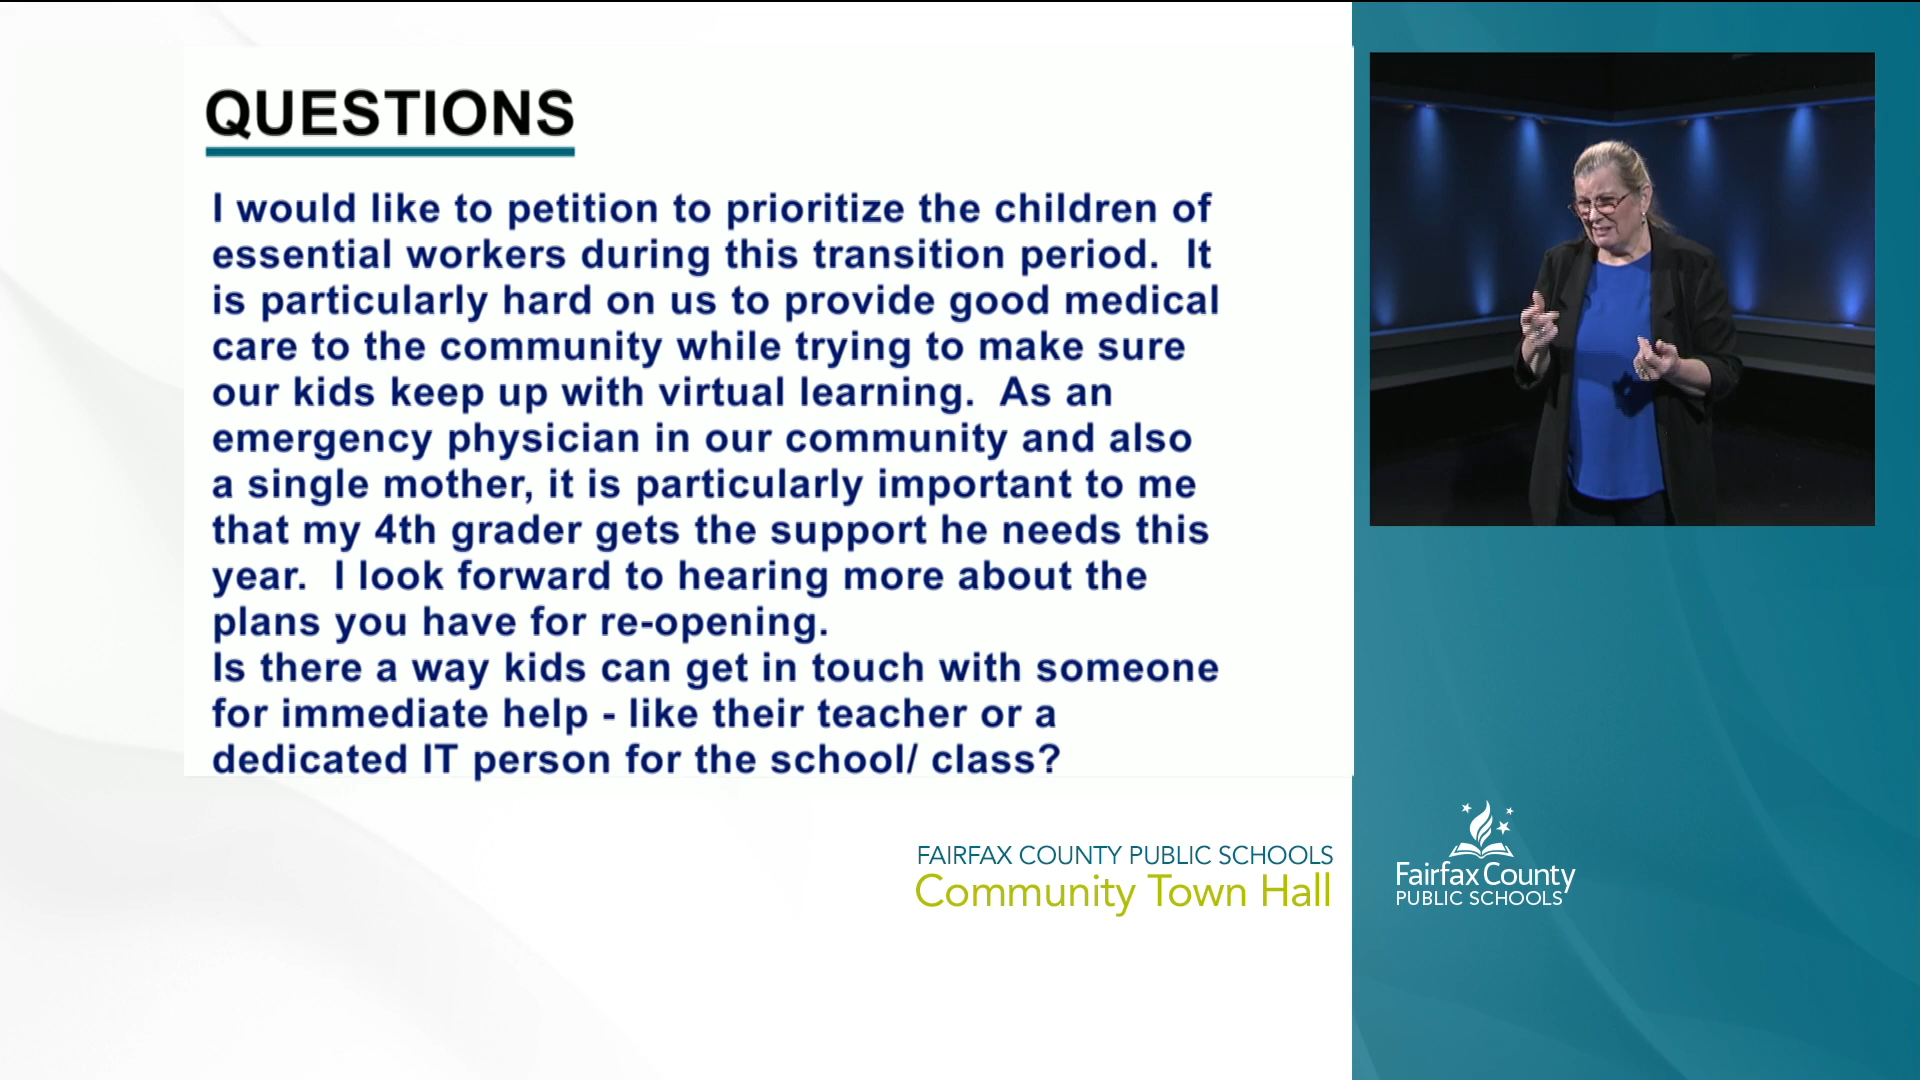 QUESTIONS
I would like to petition to prioritize the children of
essential workers during this transition period.  It
is particularly hard on us to provide good medical
care to the community while trying to make sure
our kids keep up with virtual learning.  As an
emergency physician in our community and also
a single mother, it is particularly important to me
that my 4th grader gets the support he needs this
year.  I look forward to hearing more about the
plans you have for re-opening.
Is there a way kids can get in touch with someone
for immediate help - like their teacher or a
dedicated IT person for the school/ class?
FAIRFAX COUNTY PUBLIC SCHOOLS
Community Town Hall
Fairfax County
PUBLIC SCHOOLS